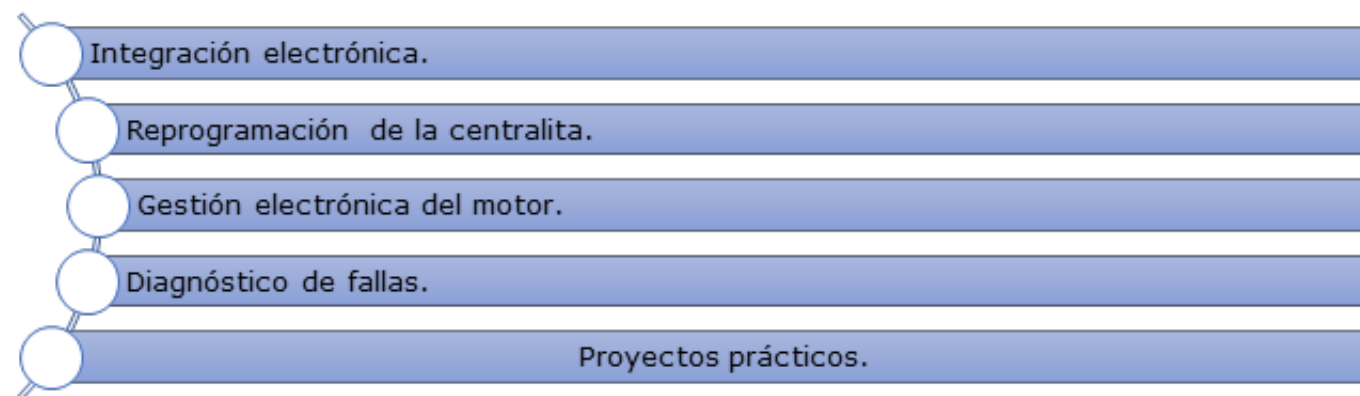 Integración electrónica.
Reprogramación de la centralita.
Gestión electrónica del motor.
Diagnóstico de fallas.
Proyectos prácticos.